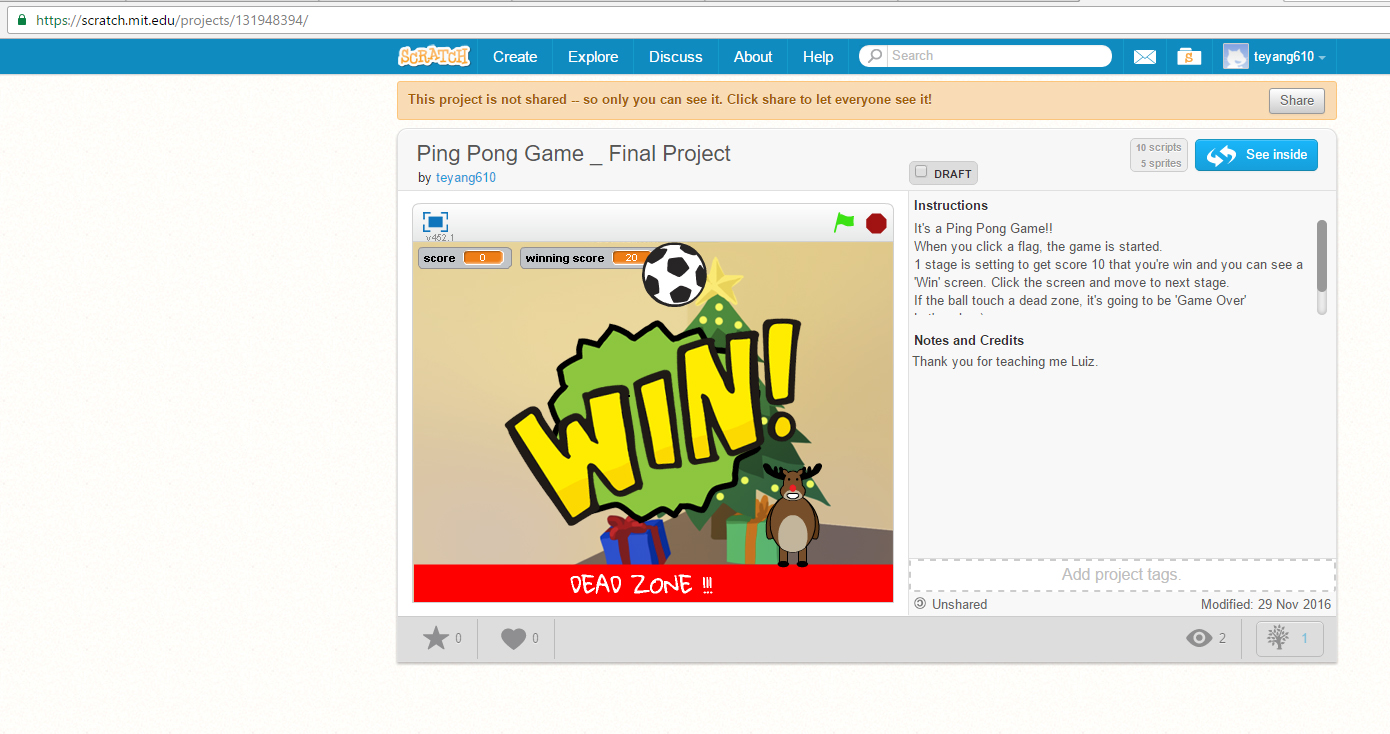 https://scratch.mit.edu/projects/131948394/
SCRATCH Create Explore Discuss About Help Search teyang610
This project is not shared -- so only you can see it. Click share to let everyone see it! Share
Ping Pong Game _ Final Project
by teyang610
DRAFT
10 scripts
5 sprites
See inside
v462.1
score 0 winning score 20
WIN!
DEAD ZONE !!!
Instructions
It's a Ping Pong Game!!
When you click a flag, the game is started.
1 stage is setting to get score 10 that you're win and you can see a
'Win' screen. Click the screen and move to next stage.
If the ball touch a dead zone, it's going to be 'Game Over'
Notes and Credits
Thank you for teaching me Luiz.
Add project tags.
Unshared Modified: 29 Nov 2016
0 0 2 1